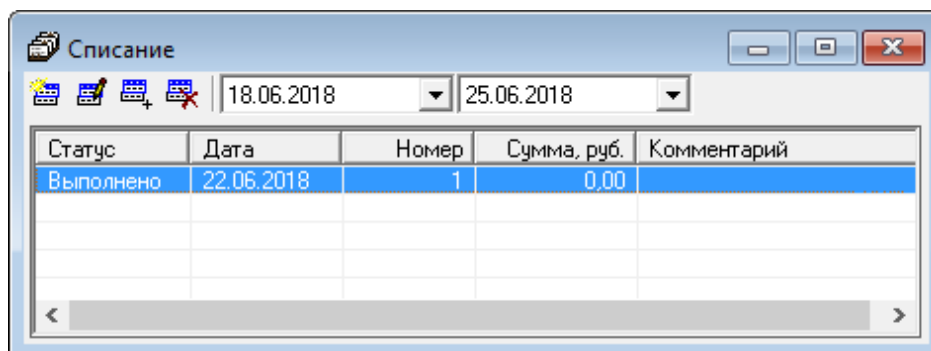 Списание
18.06.2018 25.06.2018
Статус Дата Номер Сумма, руб. Комментарий
Выполнено 22.06.2018 1 0,00